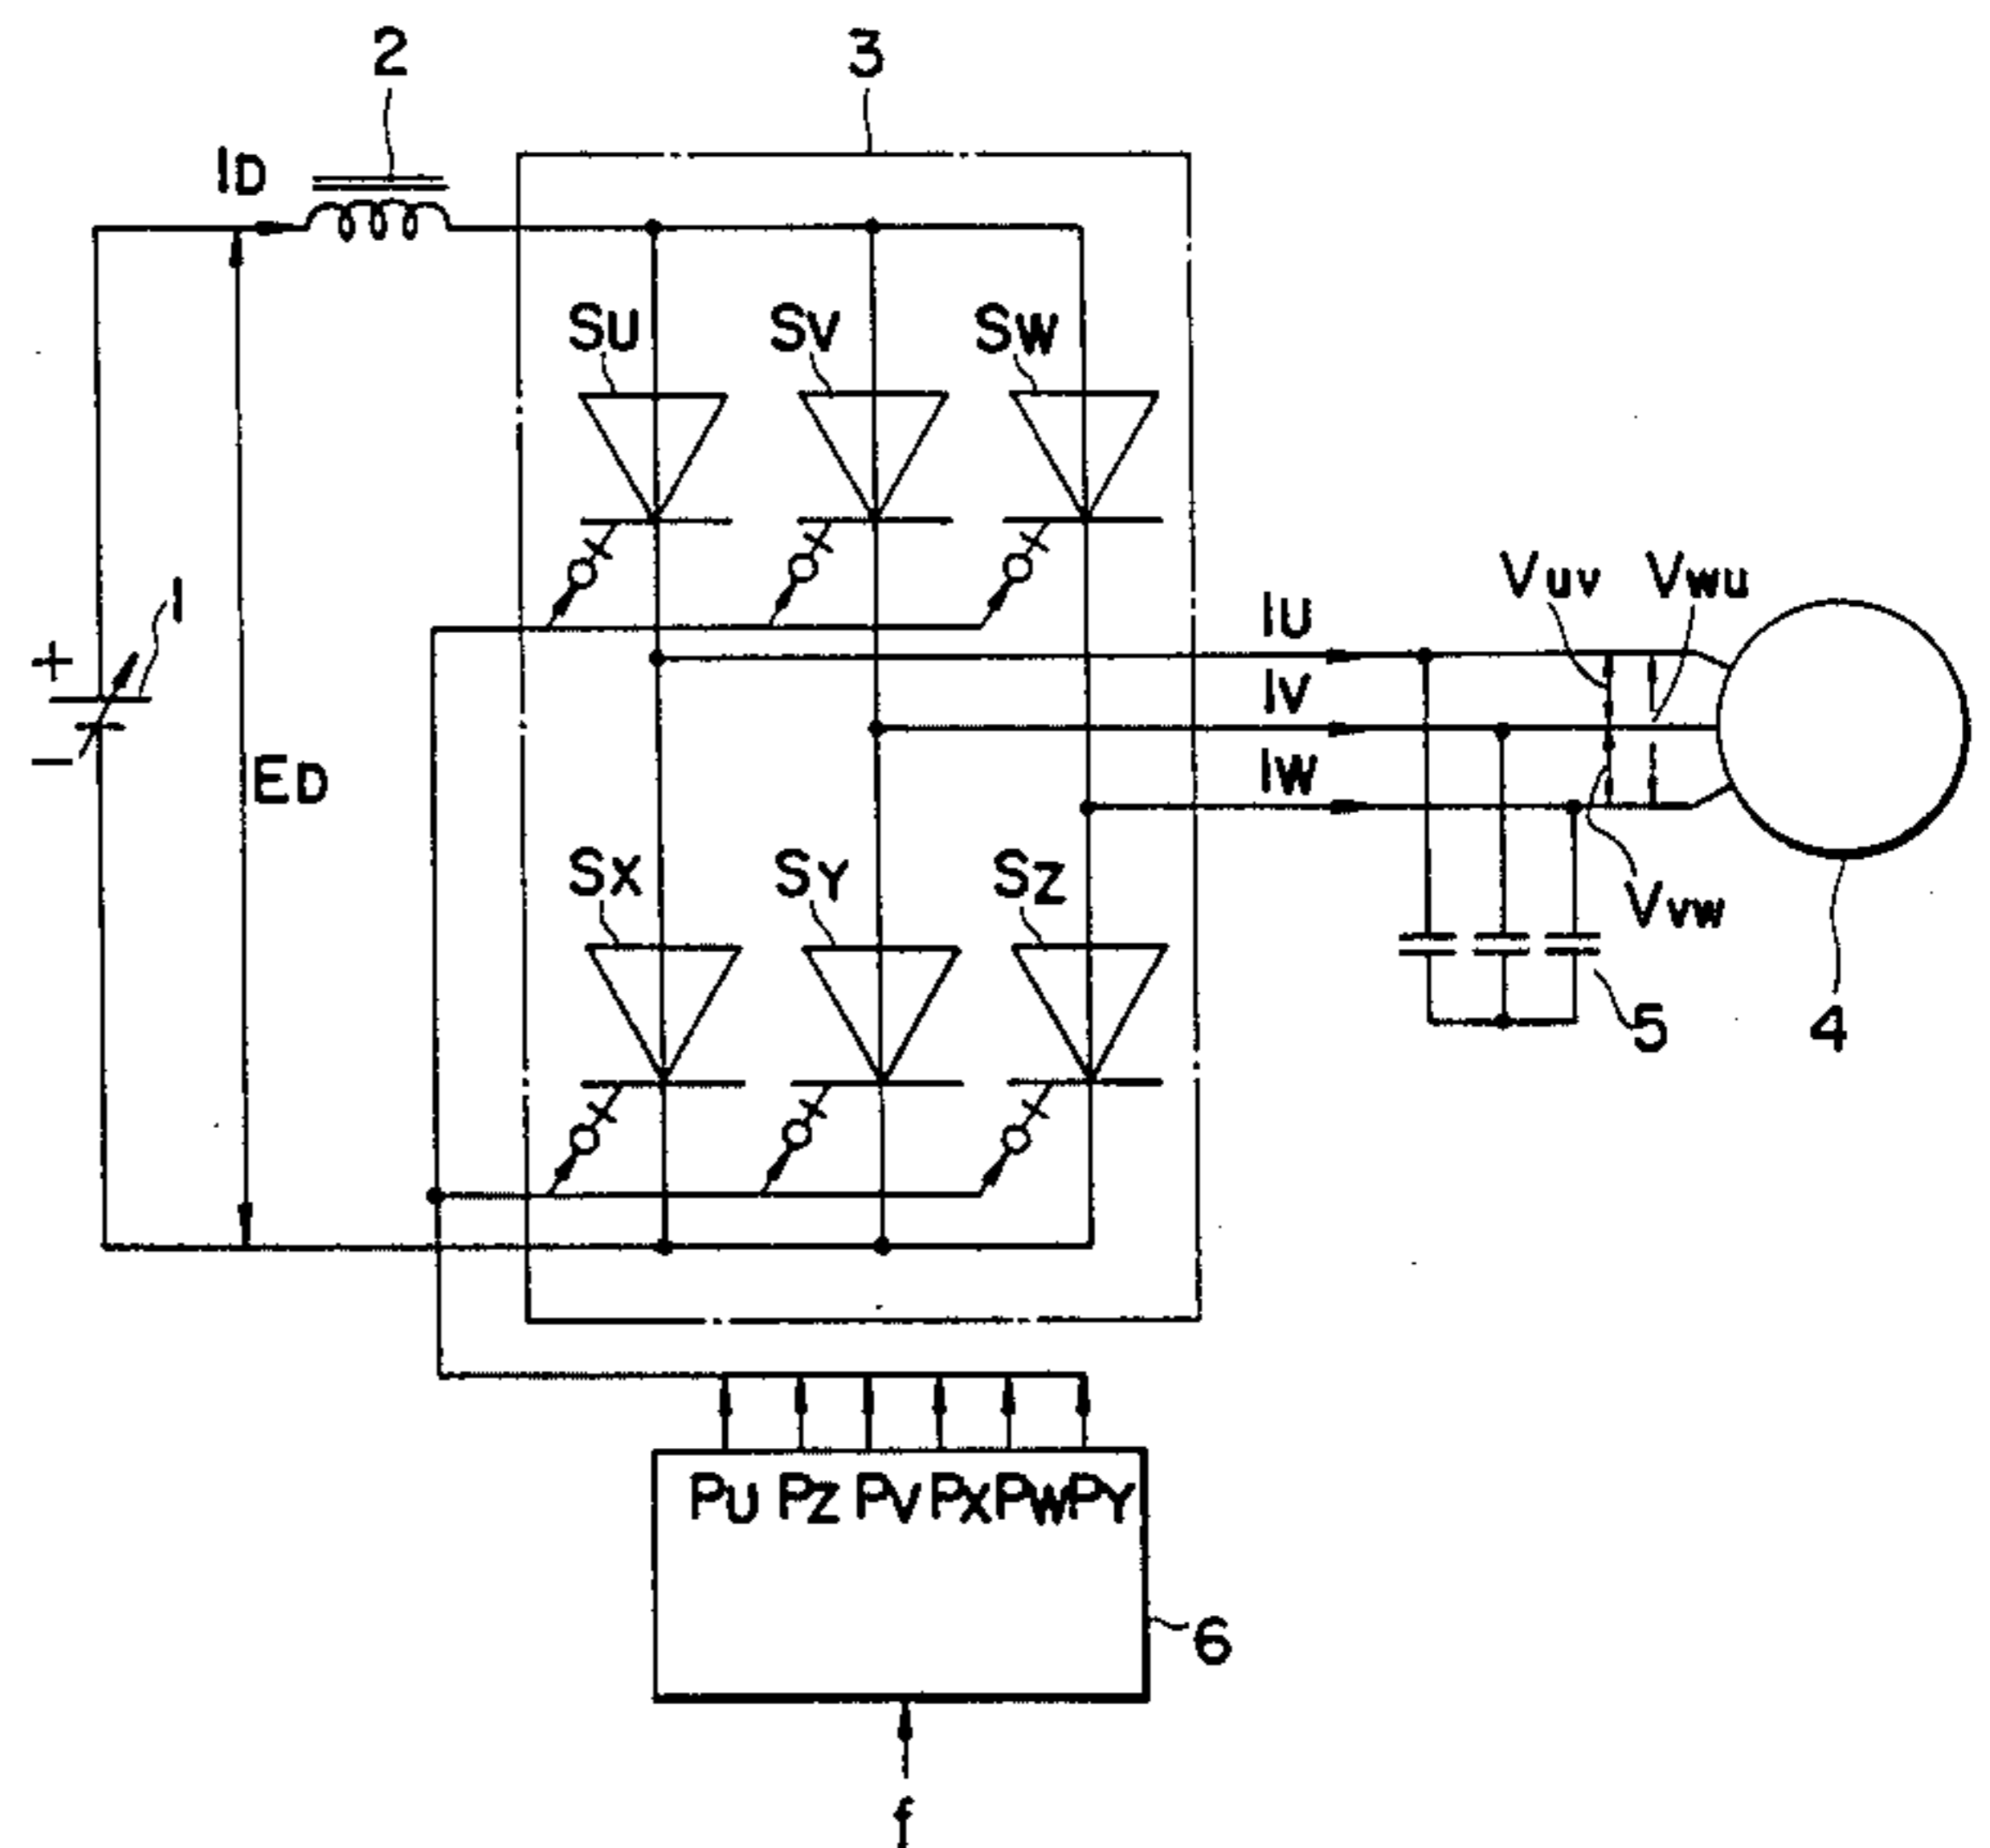 2
3
ID
SU SV SW
1
+
−
ED
IU
IV
IW
Vuv Vwu
Vvw
SX SY SZ
5
4
PU PZ PV PX PW PY
6
f